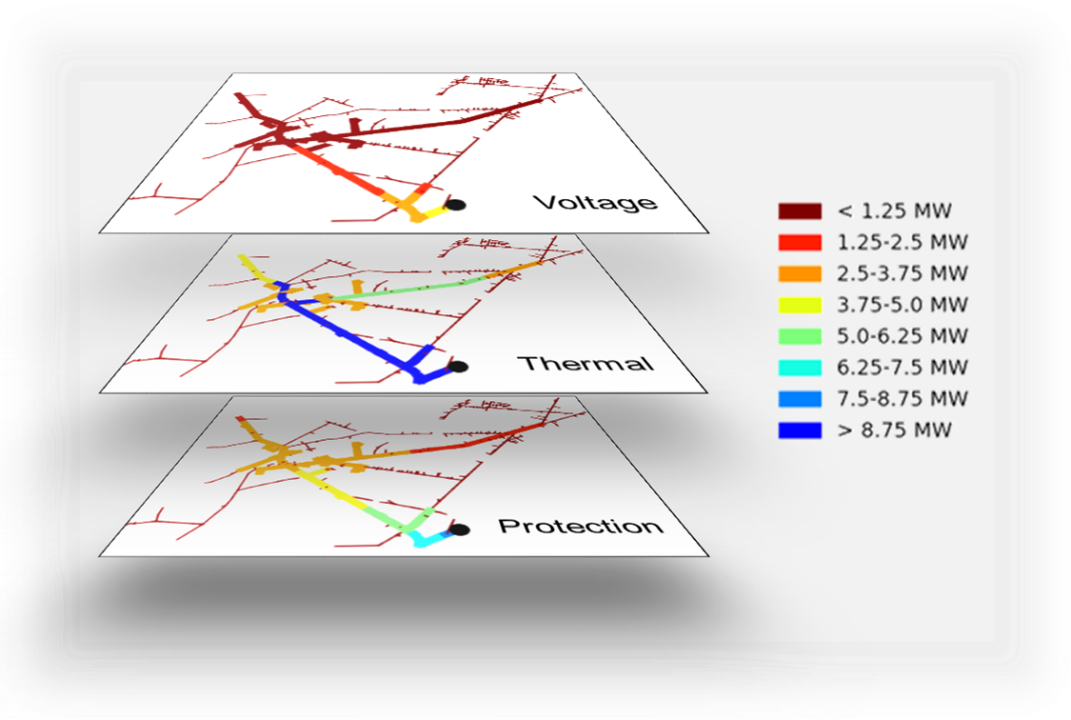 Voltage
Thermal
Protection
< 1.25 MW
1.25-2.5 MW
2.5-3.75 MW
3.75-5.0 MW
5.0-6.25 MW
6.25-7.5 MW
7.5-8.75 MW
> 8.75 MW